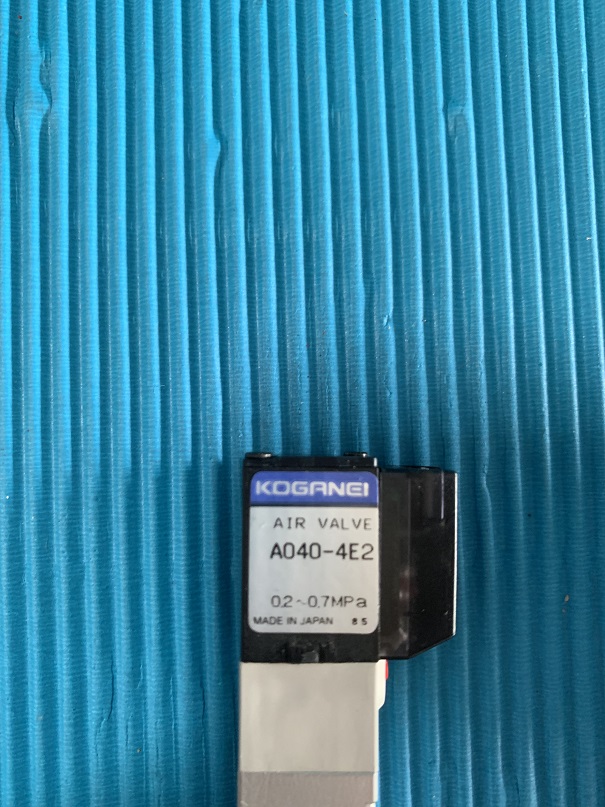 KOGANEI
AIR VALVE
A040-4E2
0.2~0.7MPa
MADE IN JAPAN 8 5